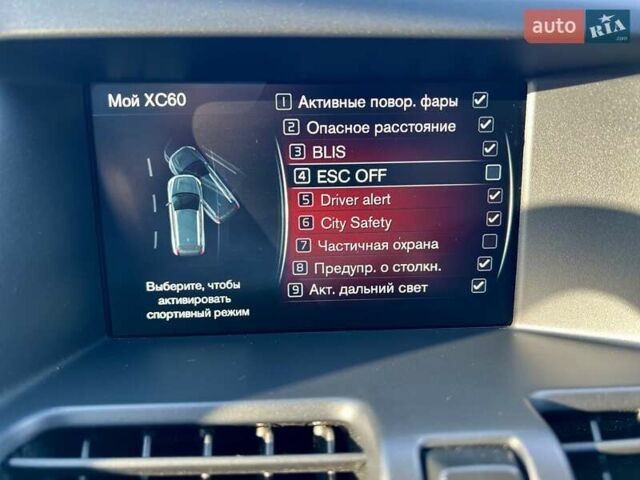 auto RIA .com
Мой XC60
1 Активные повор. фары
2 Опасное расстояние
3 BLIS
4 ESC OFF
5 Driver alert
6 City Safety
7 Частичная охрана
8 Предупр. о столкн.
9 Акт. дальний свет
Выберите, чтобы
активировать
спортивный режим